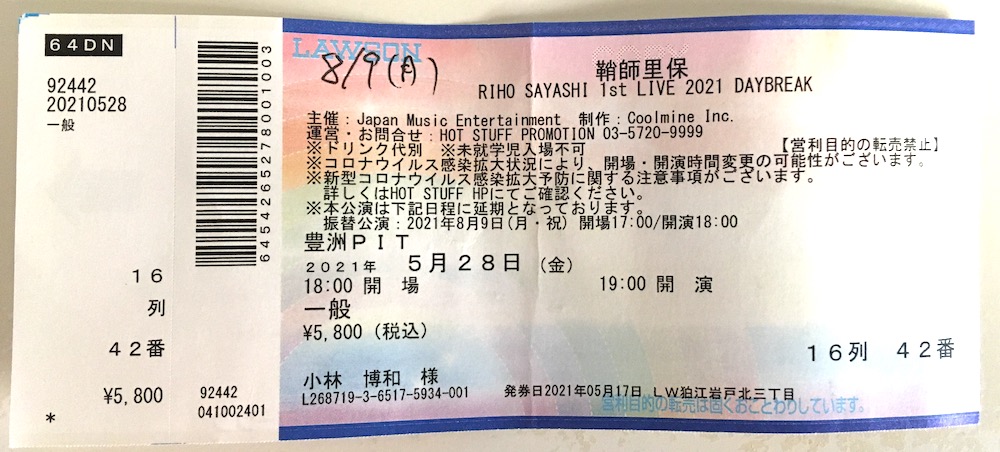 64DN
92442
20210528
一般
16
列
42番
¥5,800
*
64542652780100 1003
92442
041002401
LAWSON
8/9(月)
鞘師里保
RIHO SAYASHI 1st LIVE 2021 DAYBREAK
主催：Japan Music Entertainment 制作：Coolmine Inc.
運営・お問合せ：HOT STUFF PROMOTION 03-5720-9999
※ドリンク代別 ※未就学児入場不可 【営利目的の転売禁止】
※コロナウイルス感染拡大状況により、開場・開演時間変更の可能性がございます。
※新型コロナウイルス感染拡大予防に関する注意事項がございます。
詳しくはHOT STUFF HPにてご確認ください。
※本公演は下記日程に延期となっております。
振替公演：2021年8月9日(月・祝) 開場17:00/開演18:00
豊洲PIT
2021年 5月28日 (金)
18:00 開 場 19:00 開 演
一般
¥5,800 (税込)
16列 42番
小林 博和 様
L268719-3-6517-5934-001
発券日2021年05月17日 LW狛江岩戸北三丁目
営利目的の転売は固くおことわりしています。